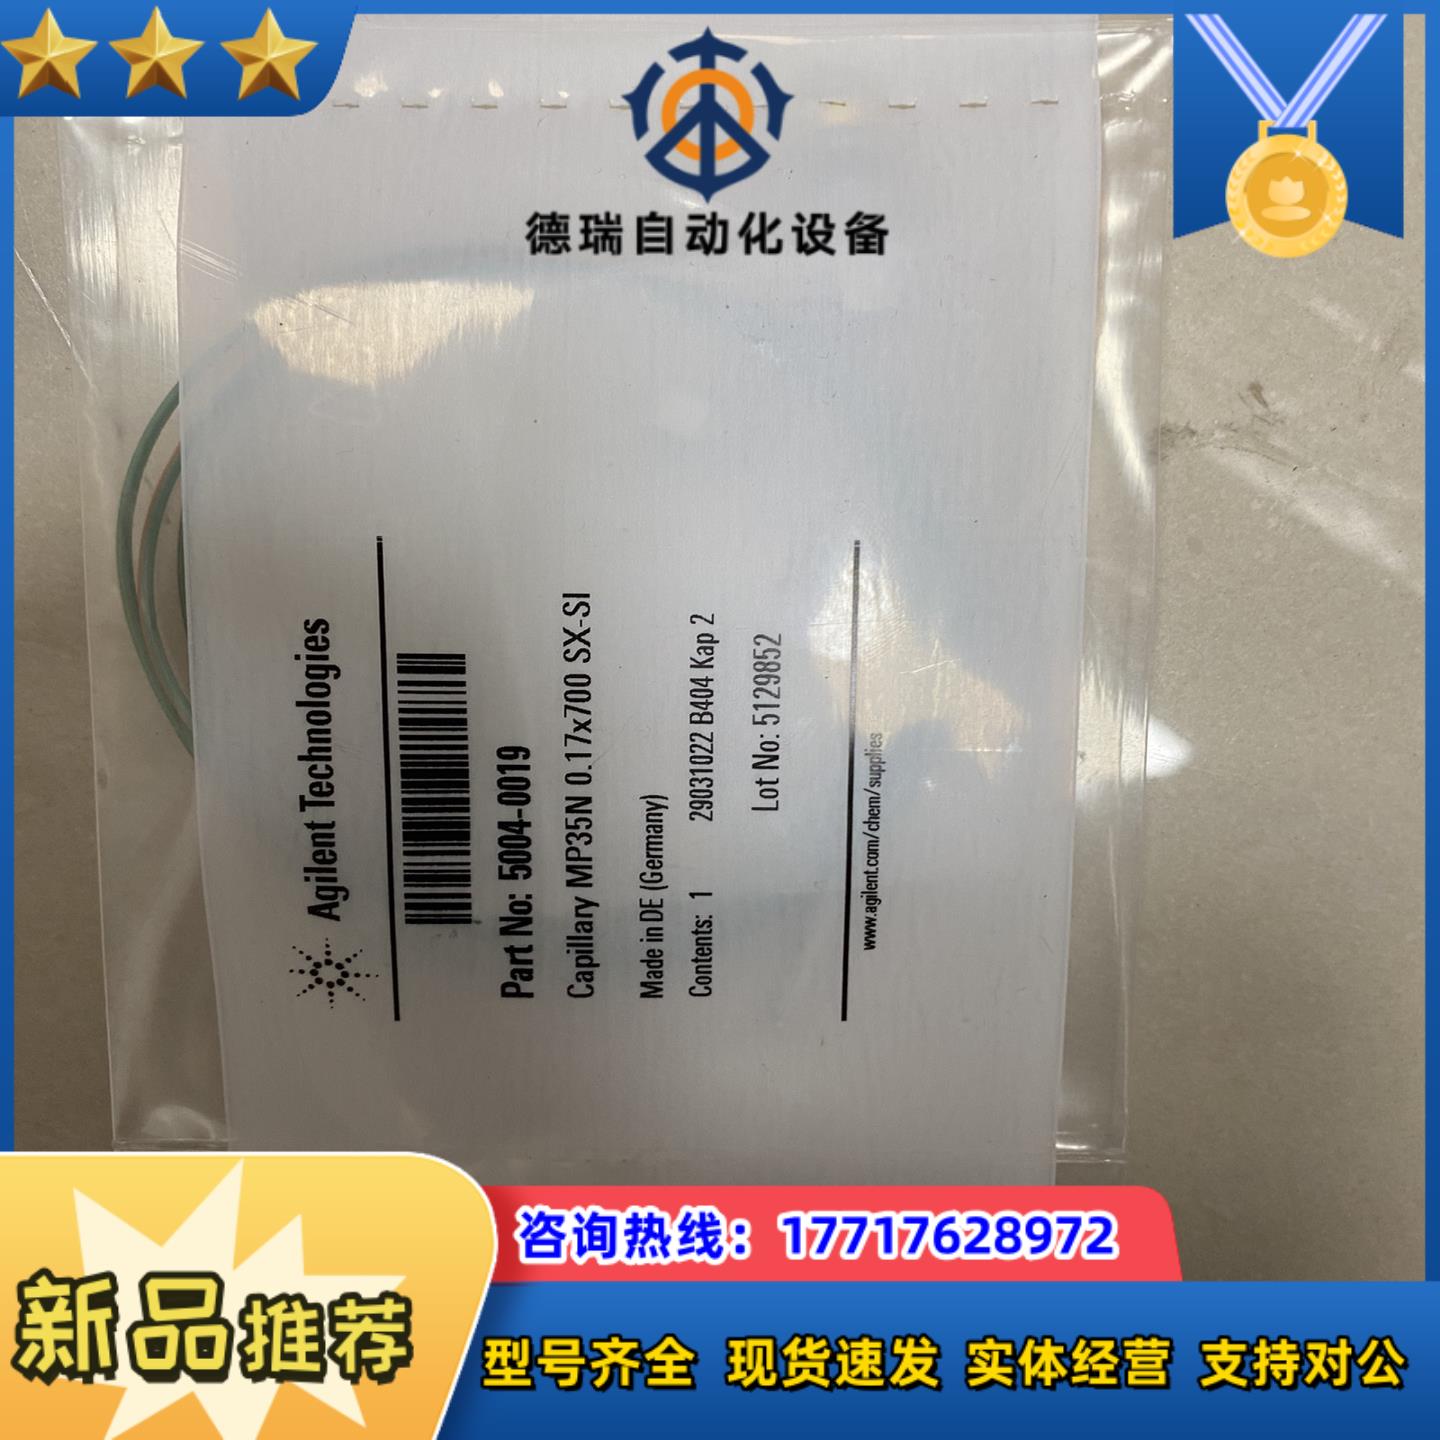 德瑞自动化设备
Agilent Technologies
Part No: 5004-0019
Capillary MP35N 0.17x700 SX-SI
Made in DE (Germany)
Contents: 1 29031022 B404 Kap 2
Lot No: 5129852
www.agilent.com/chem/supplies
咨询热线：17717628972
新品推荐
型号齐全 现货速发 实体经营 支持对公